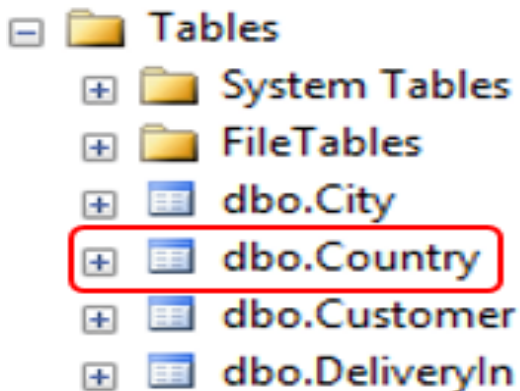 Tables
System Tables
FileTables
dbo.City
dbo.Country
dbo.Customer
dbo.DeliveryIn